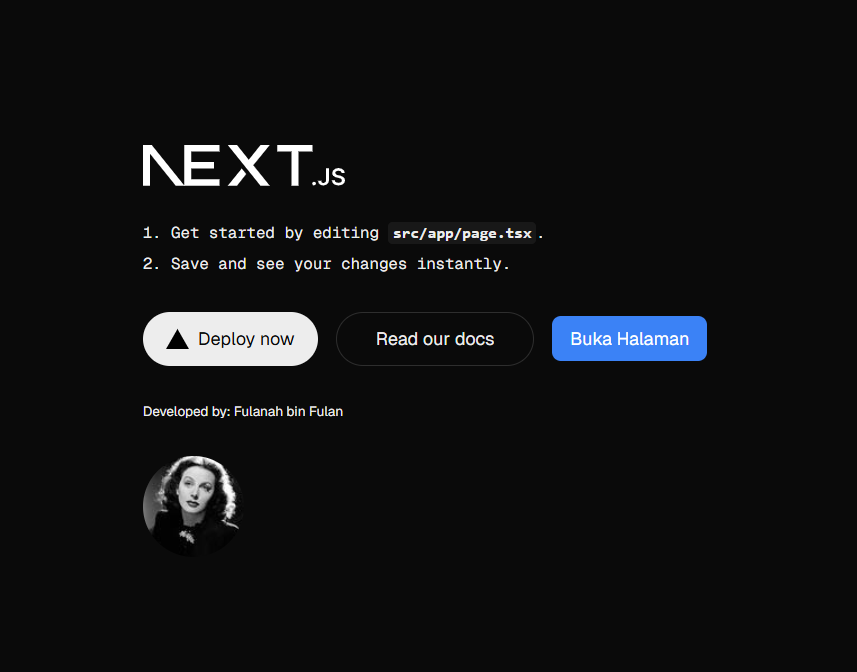 NEXT.JS
1. Get started by editing src/app/page.tsx.
2. Save and see your changes instantly.
Deploy now
Read our docs
Buka Halaman
Developed by: Fulanah bin Fulan